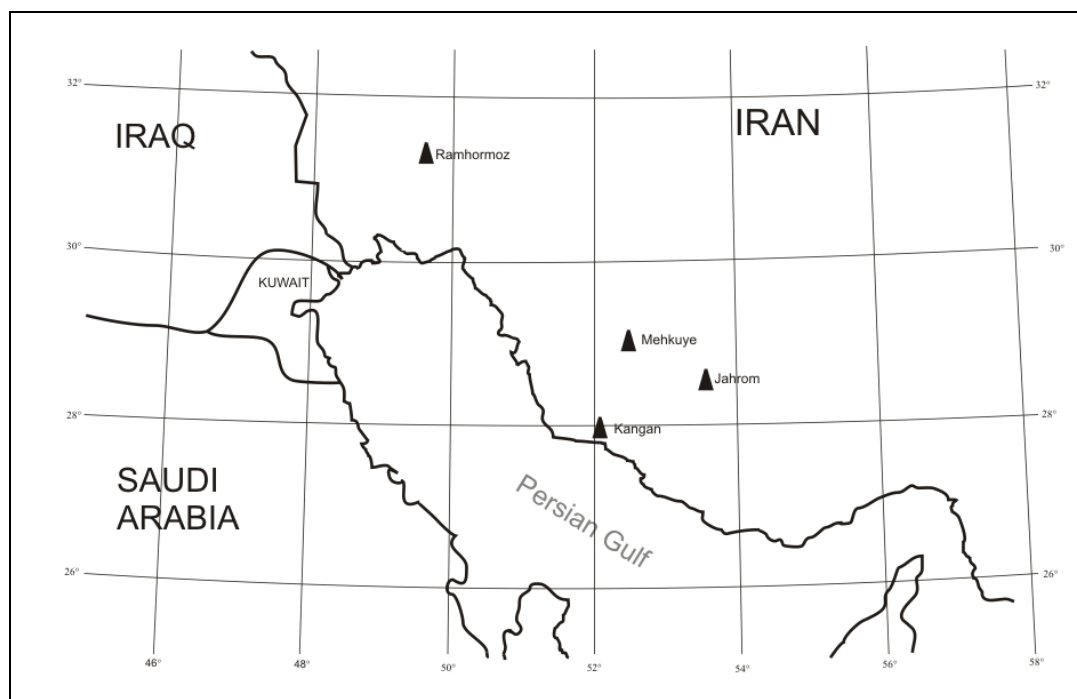 32°
32°
IRAQ
IRAN
Ramhormoz
30°
30°
KUWAIT
Mehkuye
Jahrom
28°
28°
Kangan
SAUDI
ARABIA
Persian Gulf
26°
26°
46°
48°
50°
52°
54°
56°
58°